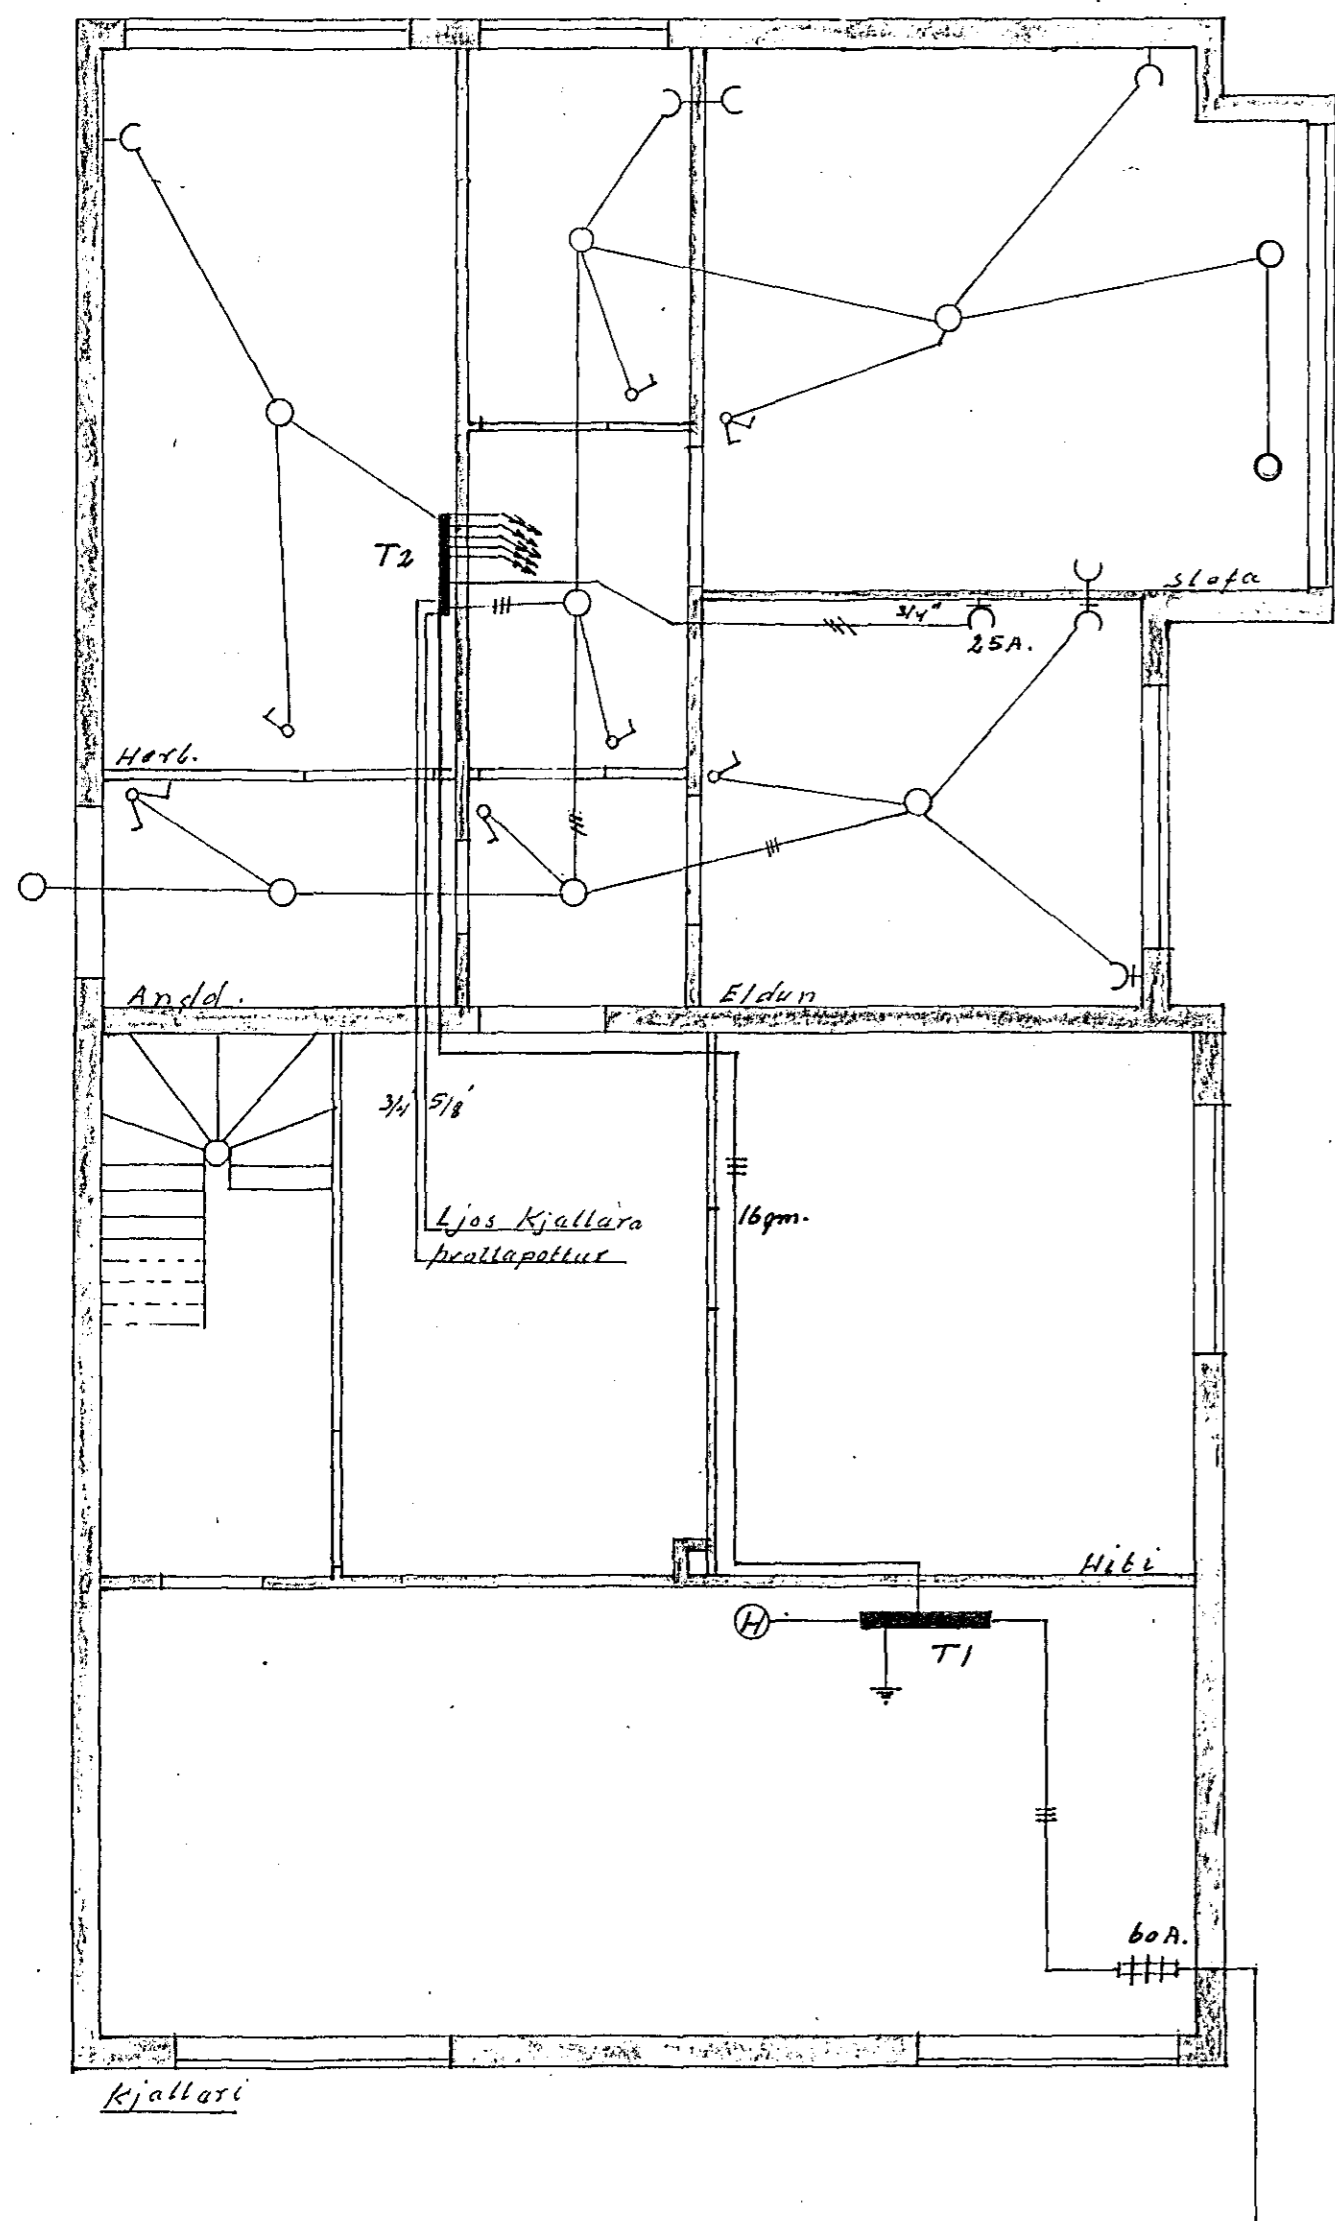 T2
stofa
3/4"
25A.
Herb.
Andd.
Eldun
3/4" 5/8"
Ljos Kjallara
þvottapottur
16qm.
Hiti
H
T1
60A.
Kjallari